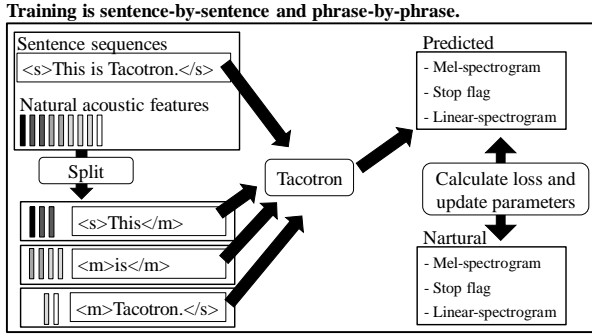 Training is sentence-by-sentence and phrase-by-phrase.
Sentence sequences
<s>This is Tacotron.</s>
Natural acoustic features
Split
<s>This</m>
<m>is</m>
<m>Tacotron.</s>
Tacotron
Predicted
- Mel-spectrogram
- Stop flag
- Linear-spectrogram
Calculate loss and
update parameters
Nartural
- Mel-spectrogram
- Stop flag
- Linear-spectrogram